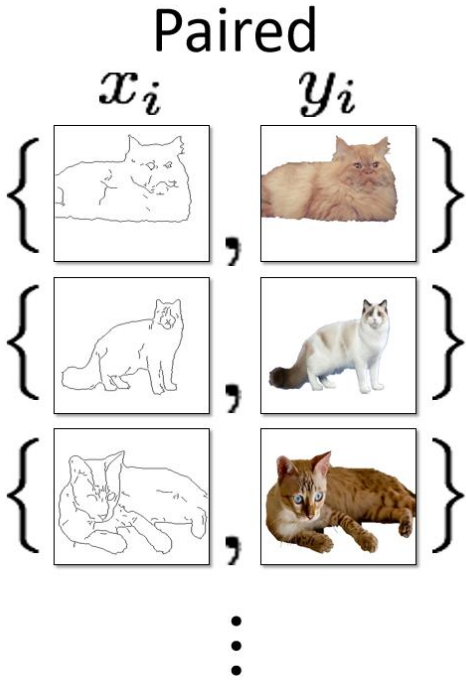 Paired
x_i y_i
{ , }
{ , }
{ , }
⋮